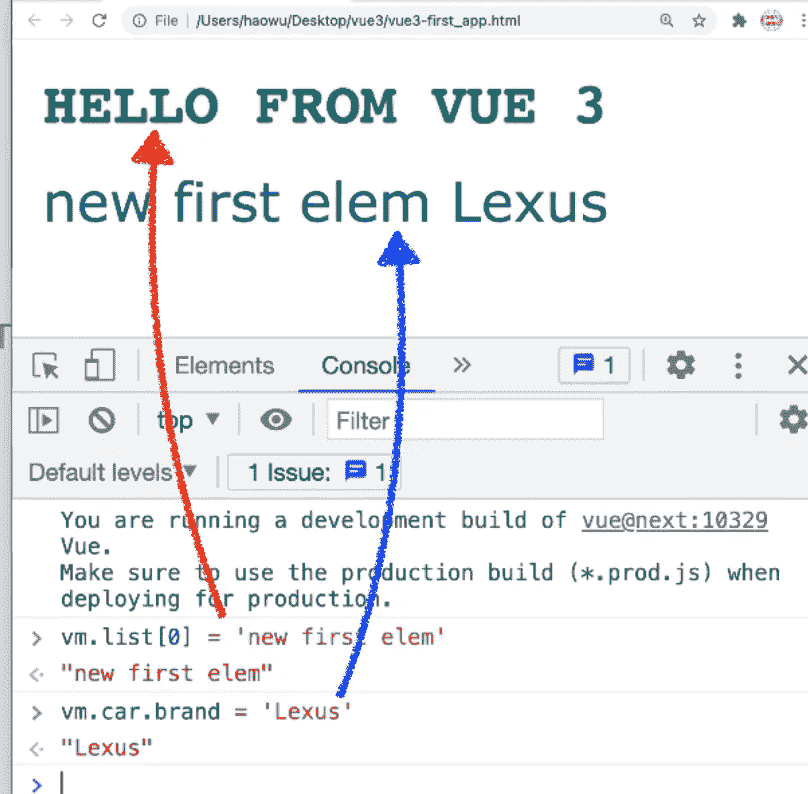 File | /Users/haowu/Desktop/vue3/vue3-first_app.html
HELLO FROM VUE 3
new first elem Lexus
Elements Console » 1
top ▼ Filter
Default levels ▼ 1 Issue: 1
You are running a development build of vue@next:10329
Vue.
Make sure to use the production build (*.prod.js) when
deploying for production.
> vm.list[0] = 'new first elem'
"new first elem"
> vm.car.brand = 'Lexus'
"Lexus"
>